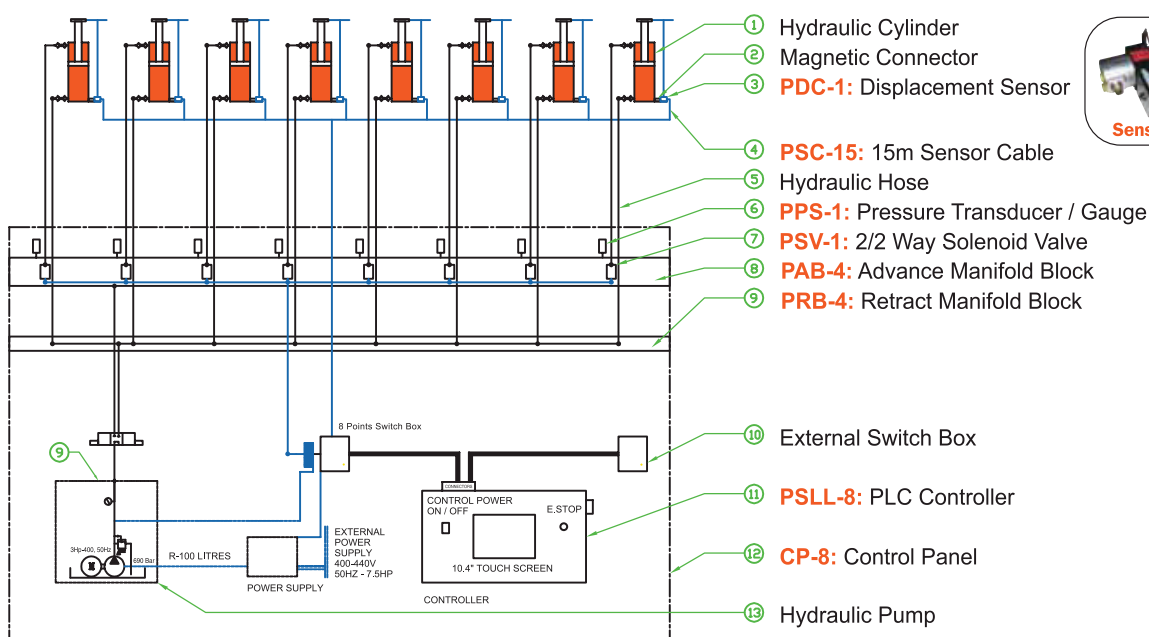 1 Hydraulic Cylinder
2 Magnetic Connector
3 PDC-1: Displacement Sensor
Sens
4 PSC-15: 15m Sensor Cable
5 Hydraulic Hose
6 PPS-1: Pressure Transducer / Gauge
7 PSV-1: 2/2 Way Solenoid Valve
8 PAB-4: Advance Manifold Block
9 PRB-4: Retract Manifold Block
8 Points Switch Box
10 External Switch Box
9
CONNECTORS
CONTROL POWER
ON / OFF
E.STOP
11 PSLL-8: PLC Controller
EXTERNAL
POWER
SUPPLY
400-440V
50HZ - 7.5HP
3Hp-400, 50Hz
690 Bar
R-100 LITRES
10.4" TOUCH SCREEN
12 CP-8: Control Panel
POWER SUPPLY
CONTROLLER
13 Hydraulic Pump